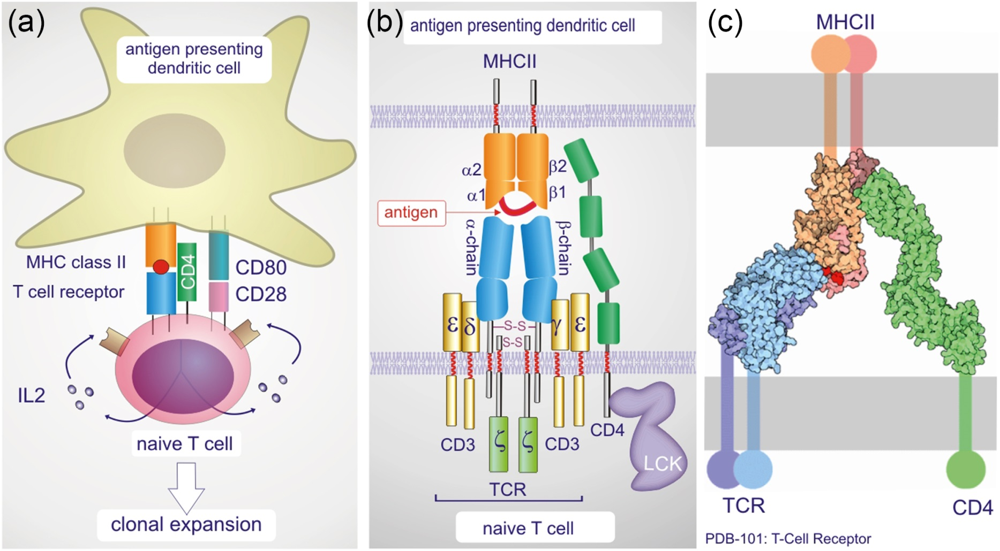 (a)
antigen presenting
dendritic cell
MHC class II
CD4
CD80
T cell receptor
CD28
IL2
naive T cell
clonal expansion
(b)
antigen presenting dendritic cell
MHCII
α2
β2
α1
β1
antigen
α-chain
β-chain
ε
δ
γ
ε
S-S
S-S
CD3
ζ
ζ
CD3
CD4
LCK
TCR
naive T cell
(c)
MHCII
TCR
CD4
PDB-101: T-Cell Receptor